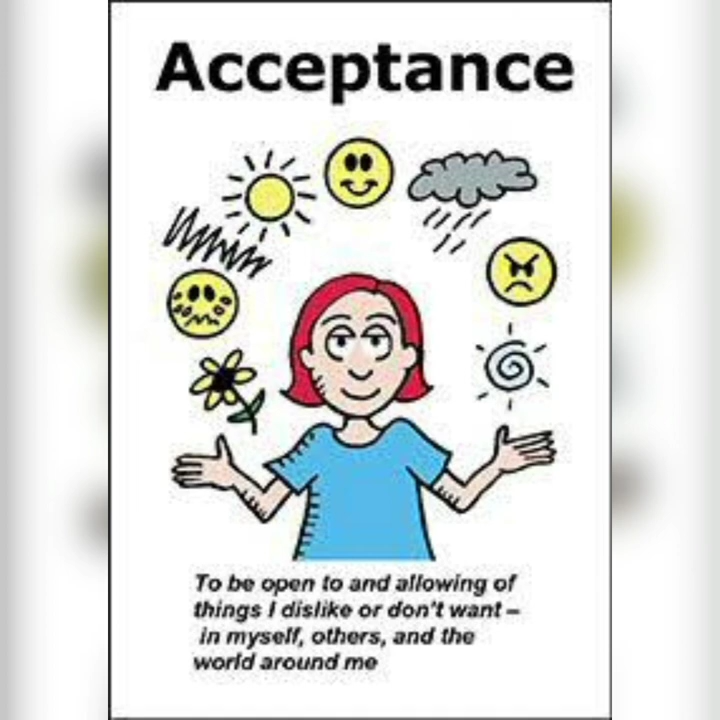 Acceptance
To be open to and allowing of
things I dislike or don't want –
in myself, others, and the
world around me